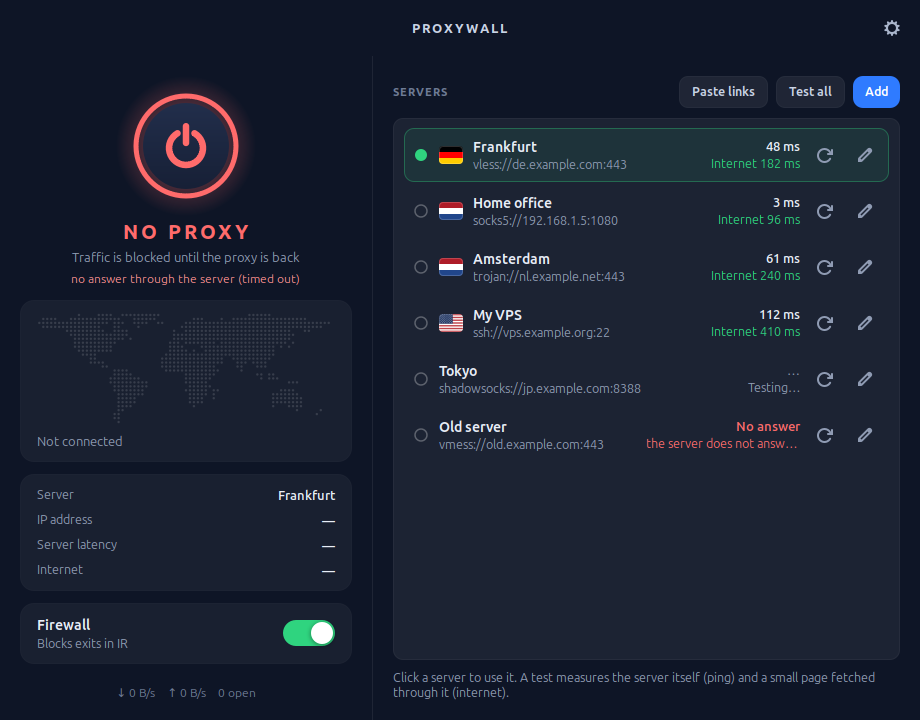 PROXYWALL
NO PROXY
Traffic is blocked until the proxy is back
no answer through the server (timed out)
Not connected
Server Frankfurt
IP address —
Server latency —
Internet —
Firewall
Blocks exits in IR
↓ 0 B/s ↑ 0 B/s 0 open
SERVERS Paste links Test all Add
Frankfurt 48 ms
vless://de.example.com:443 Internet 182 ms
Home office 3 ms
socks5://192.168.1.5:1080 Internet 96 ms
Amsterdam 61 ms
trojan://nl.example.net:443 Internet 240 ms
My VPS 112 ms
ssh://vps.example.org:22 Internet 410 ms
Tokyo ...
shadowsocks://jp.example.com:8388 Testing...
Old server No answer
vmess://old.example.com:443 the server does not answ...
Click a server to use it. A test measures the server itself (ping) and a small page fetched
through it (internet).